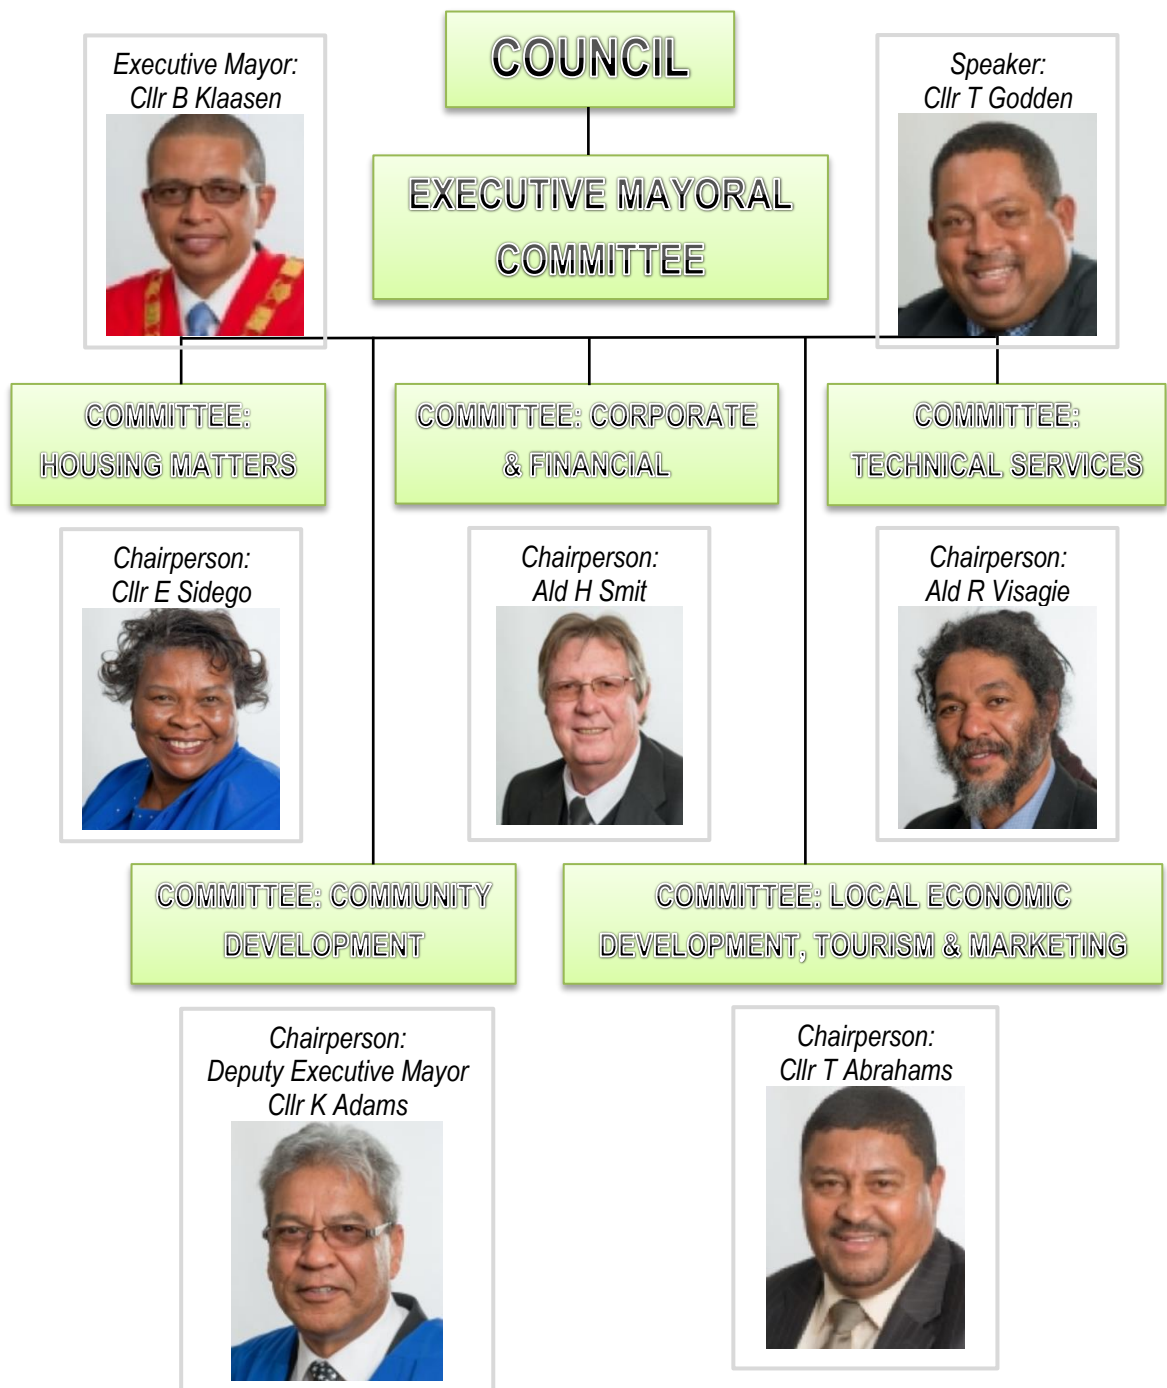 Executive Mayor:
Cllr B Klaasen
COUNCIL
Speaker:
Cllr T Godden
EXECUTIVE MAYORAL
COMMITTEE
COMMITTEE:
HOUSING MATTERS
COMMITTEE: CORPORATE
& FINANCIAL
COMMITTEE:
TECHNICAL SERVICES
Chairperson:
Cllr E Sidego
Chairperson:
Ald H Smit
Chairperson:
Ald R Visagie
COMMITTEE: COMMUNITY
DEVELOPMENT
COMMITTEE: LOCAL ECONOMIC
DEVELOPMENT, TOURISM & MARKETING
Chairperson:
Deputy Executive Mayor
Cllr K Adams
Chairperson:
Cllr T Abrahams